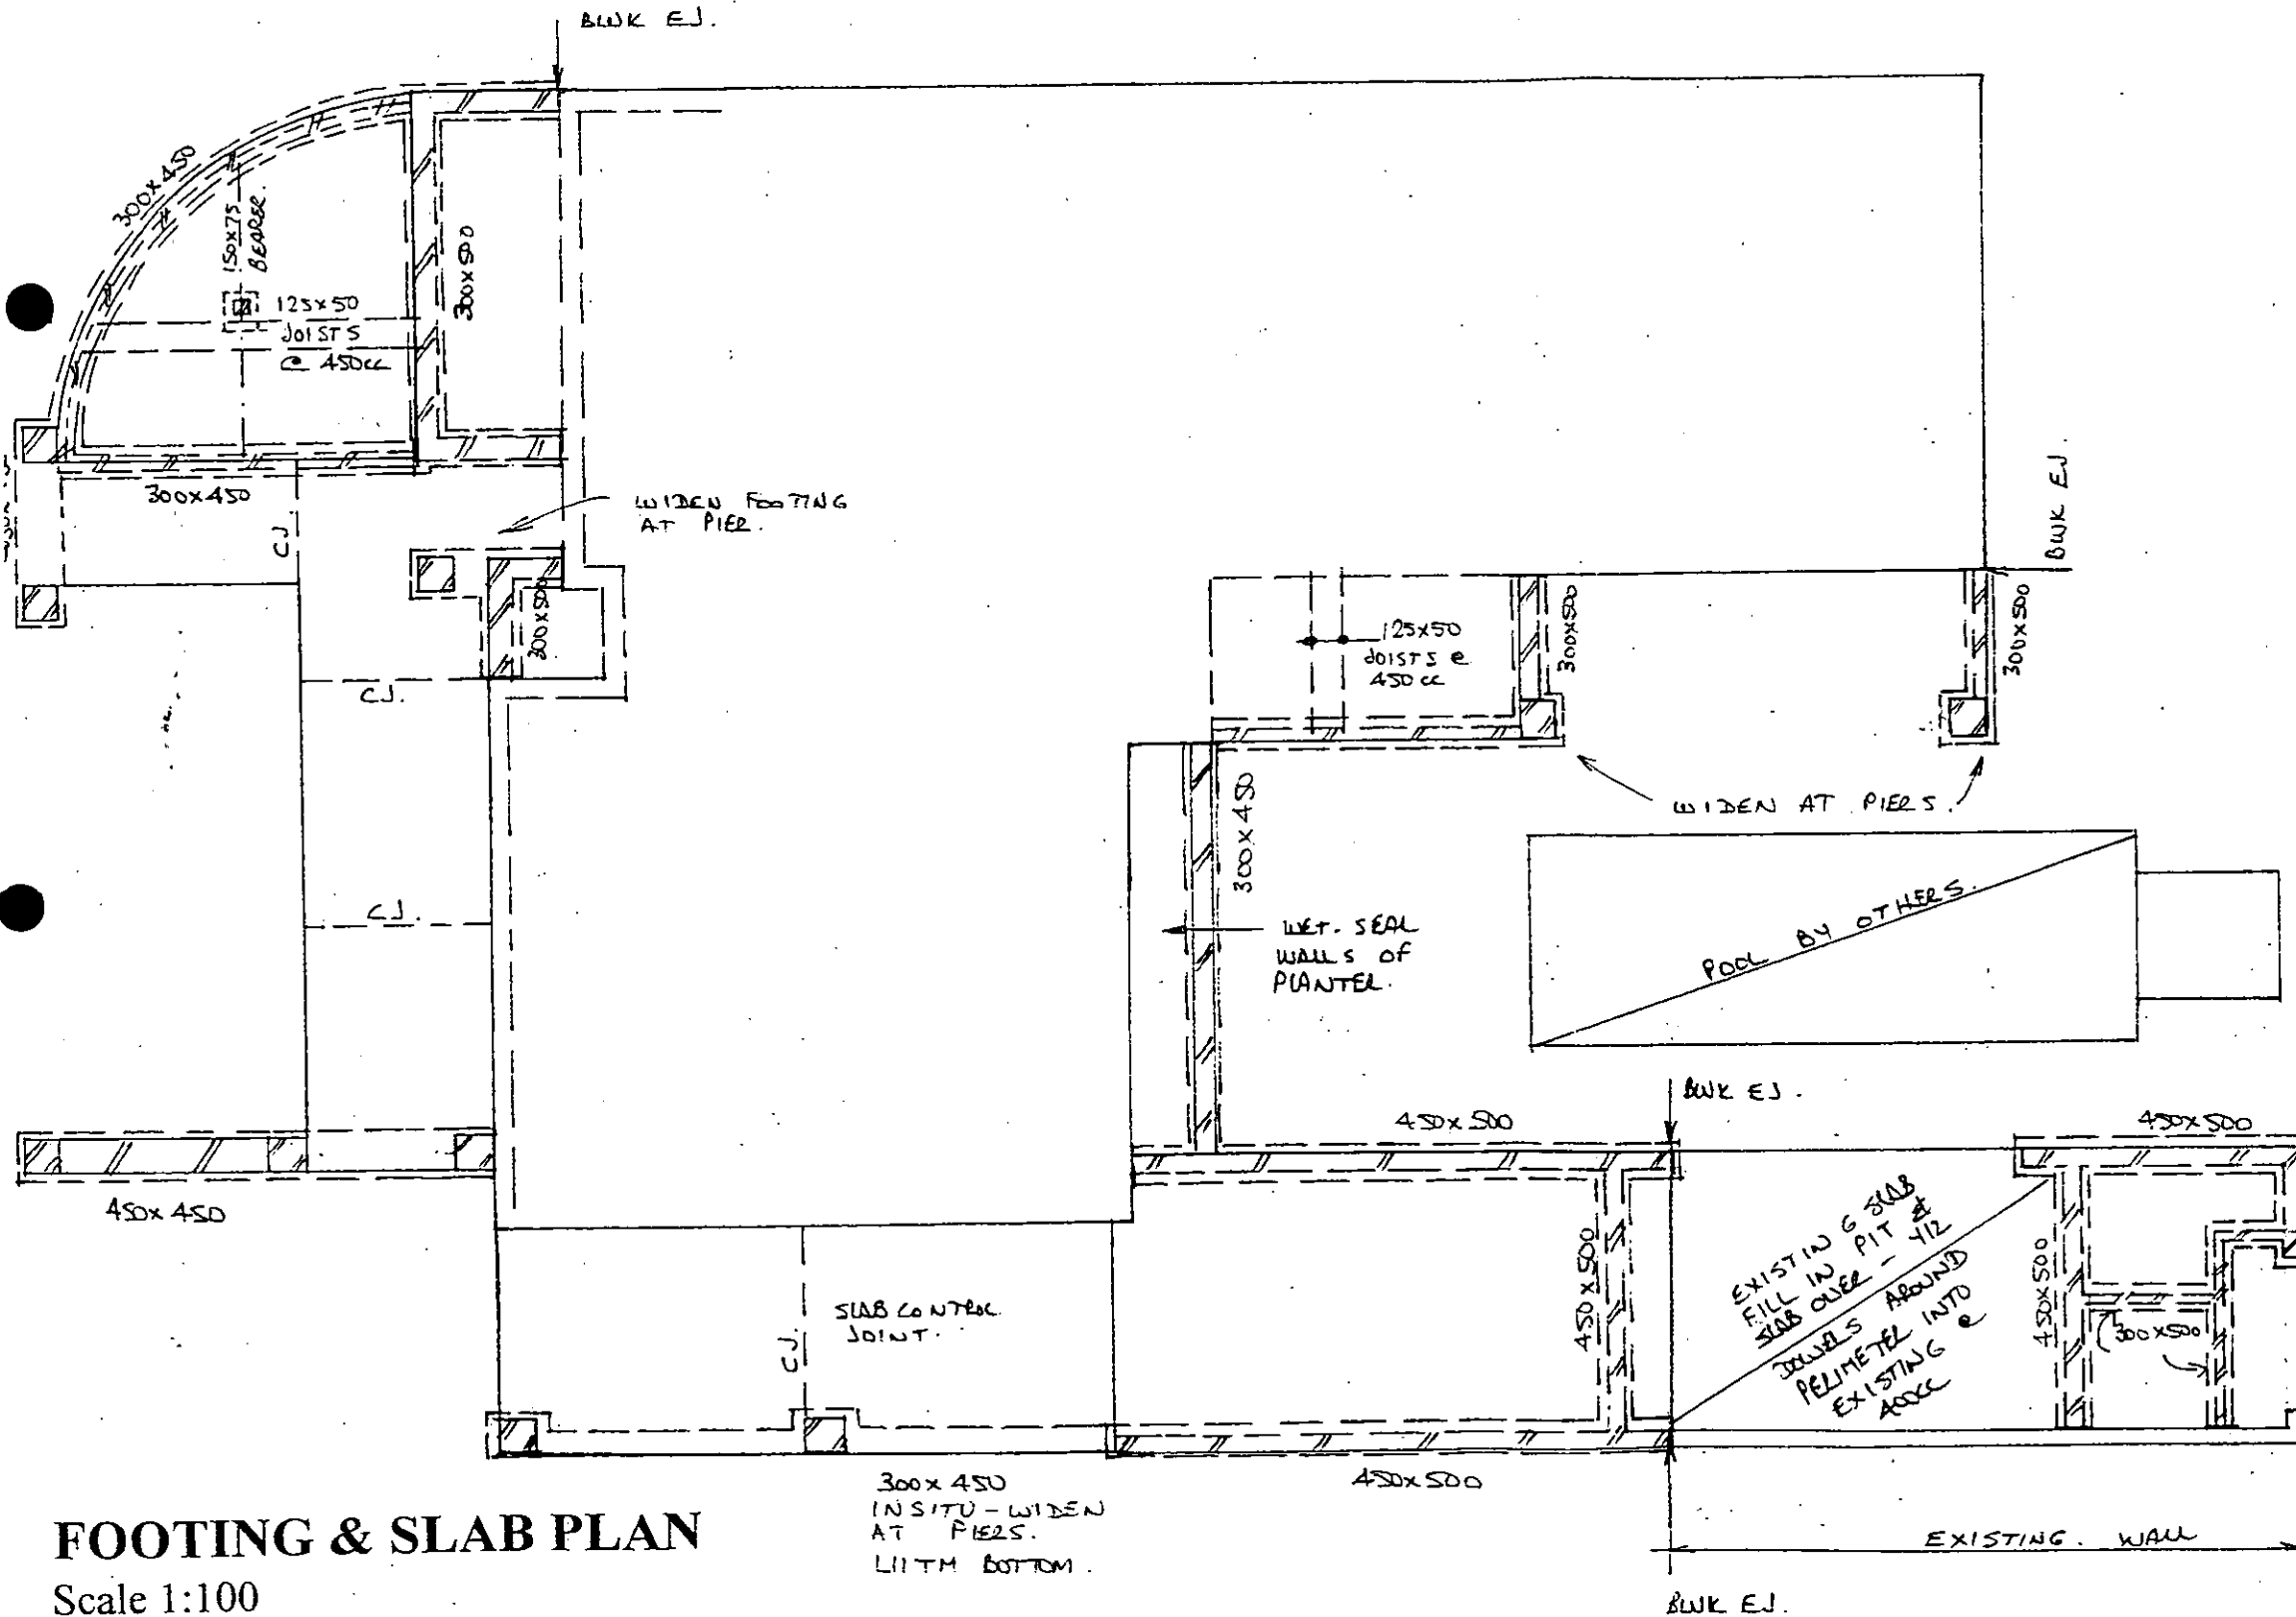 BWK EJ.
300x450
150x75
BEARER.
125x50
JOISTS
@ 450cc
300x500
300x450
CJ.
WIDEN FOOTING
AT PIER.
BWK EJ.
300x500
CJ.
125x50
JOISTS @
450 cc
300x500
300x500
WIDEN AT PIERS.
300x450
CJ.
WET. SEAL
WALLS OF
PLANTER.
POOL BY OTHERS.
BWK EJ.
450x500
450x500
450x450
EXISTING SLAB
FILL IN PIT &
SLAB OVER - Y12
DOWELS AROUND
PERIMETER INTO
EXISTING @
400CC
450x500
450x500
300x500
SLAB CONTROL
JOINT.
CJ.
300x450
INSITU - WIDEN
AT PIERS.
L11TM BOTTOM.
450x500
EXISTING. WALL
BWK EJ.
FOOTING & SLAB PLAN
Scale 1:100